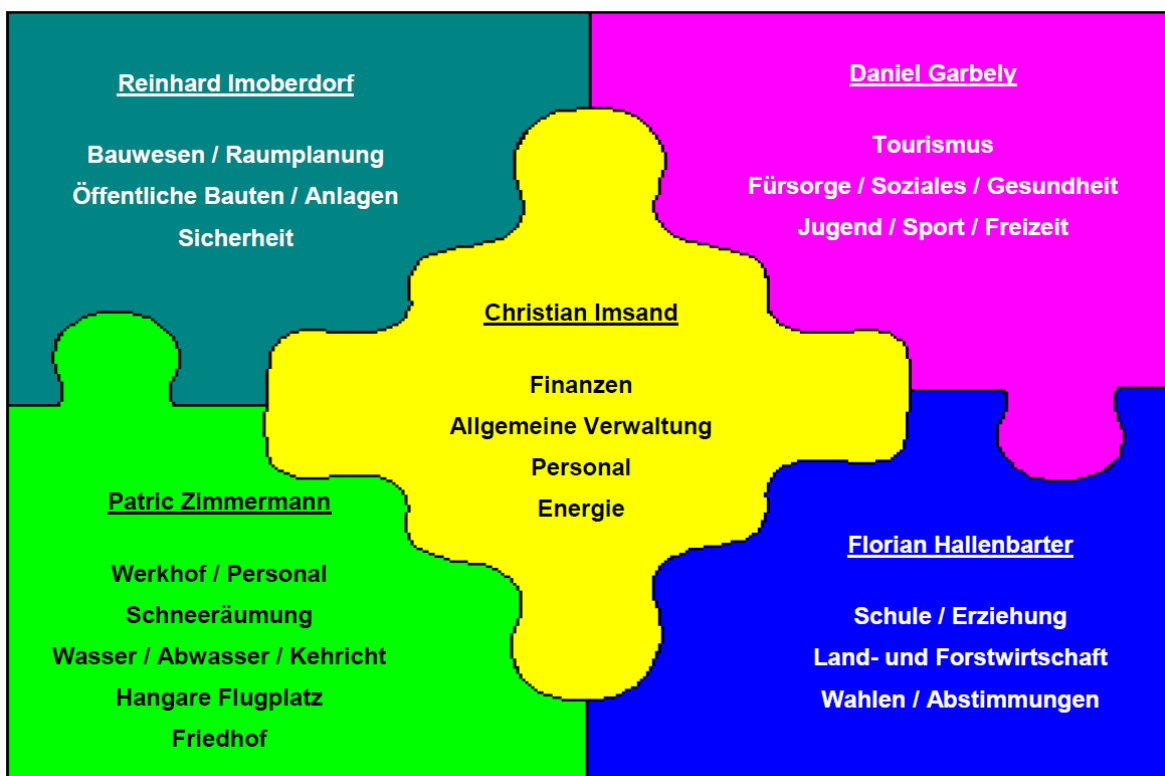 Reinhard Imoberdorf
Bauwesen / Raumplanung
Öffentliche Bauten / Anlagen
Sicherheit
Daniel Garbely
Tourismus
Fürsorge / Soziales / Gesundheit
Jugend / Sport / Freizeit
Christian Imsand
Finanzen
Allgemeine Verwaltung
Personal
Energie
Patric Zimmermann
Werkhof / Personal
Schneeräumung
Wasser / Abwasser / Kehricht
Hangare Flugplatz
Friedhof
Florian Hallenbarter
Schule / Erziehung
Land- und Forstwirtschaft
Wahlen / Abstimmungen